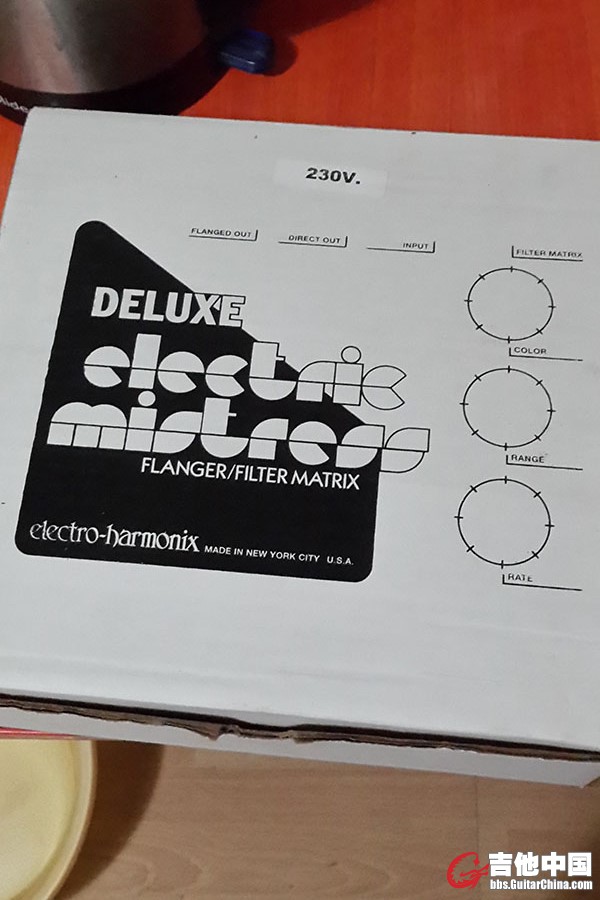 230V.
FLANGED OUT
DIRECT OUT
INPUT
FILTER MATRIX
COLOR
RANGE
RATE
DELUXE
electric
mistress
FLANGER/FILTER MATRIX
electro-harmonix MADE IN NEW YORK CITY U.S.A.
吉他中国
bbs.GuitarChina.com